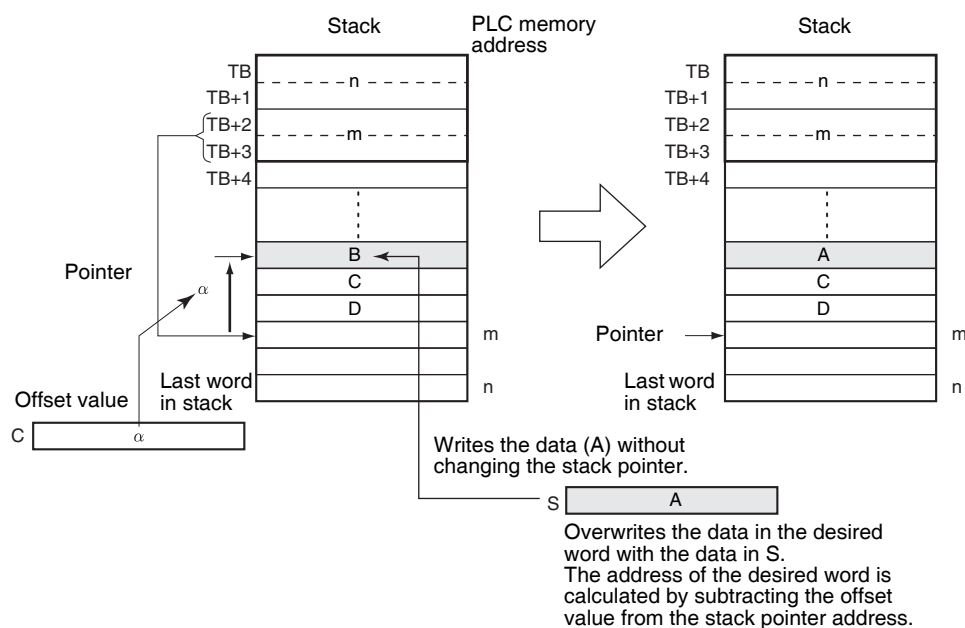 Stack
PLC memory
address
Stack
TB
n
TB+1
TB+2
m
TB+3
TB+4
TB
n
TB+1
TB+2
m
TB+3
TB+4
B
A
Pointer
α
C
C
D
D
m
Pointer
m
Last word
in stack
n
Last word
in stack
n
Offset value
C
α
Writes the data (A) without
changing the stack pointer.
S
A
Overwrites the data in the desired
word with the data in S.
The address of the desired word is
calculated by subtracting the offset
value from the stack pointer address.